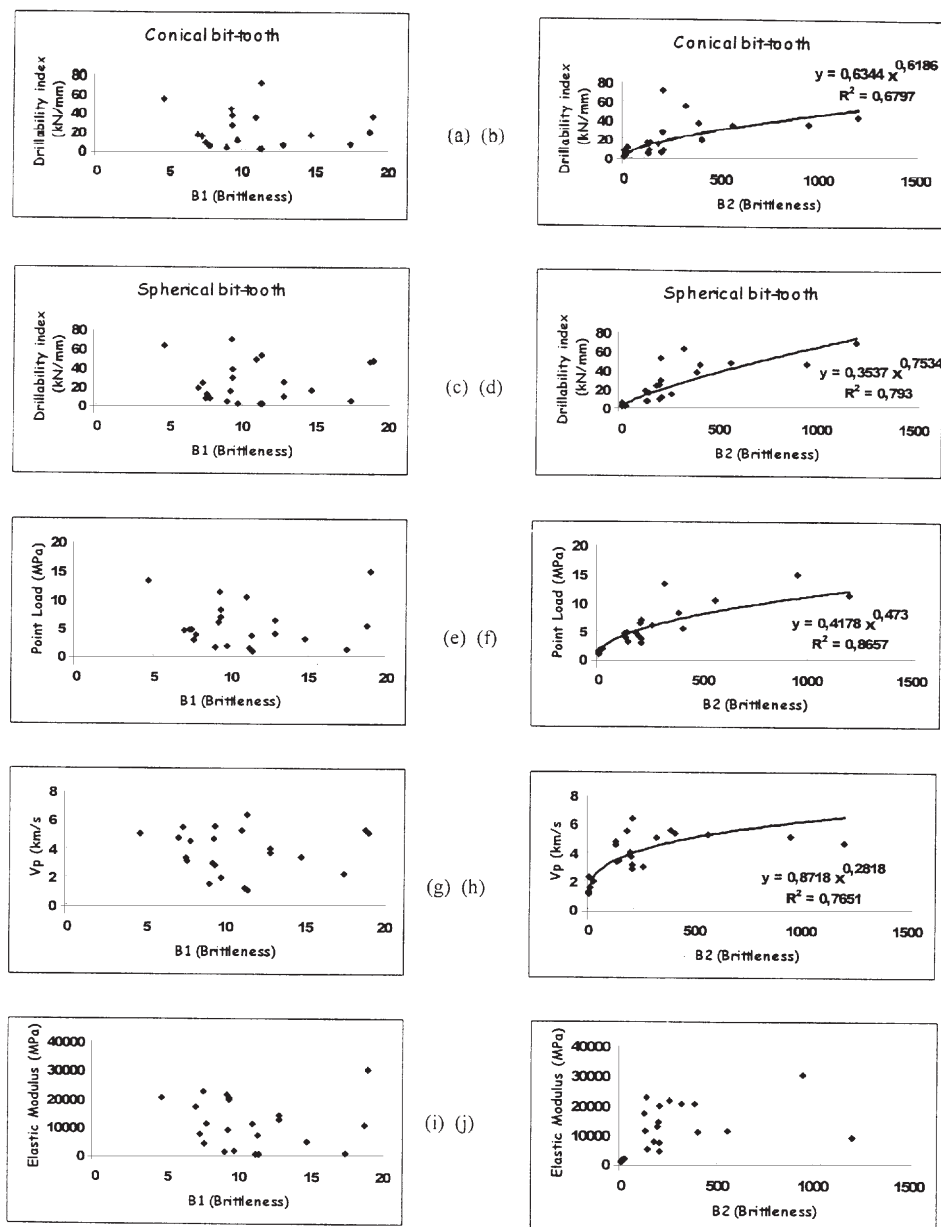 Conical bit-tooth
Drillability index
(kN/mm)
80
60
40
20
0
0 5 10 15 20
B1 (Brittleness)
(a) (b)
Conical bit-tooth
Drillability index
(kN/mm)
80
60
40
20
0
y = 0,6344 x^0,6186
R² = 0,6797
0 500 1000 1500
B2 (Brittleness)
Spherical bit-tooth
Drillability index
(kN/mm)
80
60
40
20
0
0 5 10 15 20
B1 (Brittleness)
(c) (d)
Spherical bit-tooth
Drillability index
(kN/mm)
80
60
40
20
0
y = 0,3537 x^0,7534
R² = 0,793
0 500 1000 1500
B2 (Brittleness)
Point Load (MPa)
20
15
10
5
0
0 5 10 15 20
B1 (Brittleness)
(e) (f)
Point Load (MPa)
20
15
10
5
0
y = 0,4178 x^0,473
R² = 0,8657
0 500 1000 1500
B2 (Brittleness)
Vp (km/s)
8
6
4
2
0
0 5 10 15 20
B1 (Brittleness)
(g) (h)
Vp (km/s)
8
6
4
2
0
y = 0,8718 x^0,2818
R² = 0,7651
0 500 1000 1500
B2 (Brittleness)
Elastic Modulus (MPa)
40000
30000
20000
10000
0
0 5 10 15 20
B1 (Brittleness)
(i) (j)
Elastic Modulus (MPa)
40000
30000
20000
10000
0
0 500 1000 1500
B2 (Brittleness)